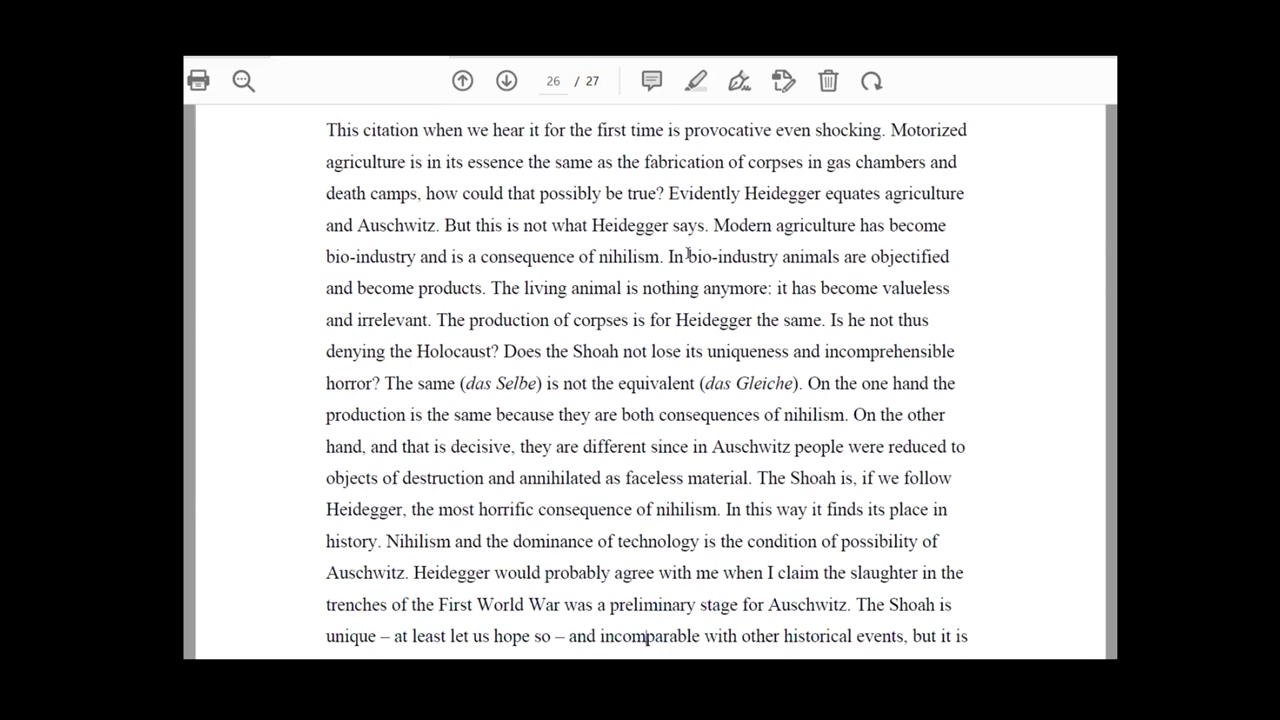 26 / 27
This citation when we hear it for the first time is provocative even shocking. Motorized
agriculture is in its essence the same as the fabrication of corpses in gas chambers and
death camps, how could that possibly be true? Evidently Heidegger equates agriculture
and Auschwitz. But this is not what Heidegger says. Modern agriculture has become
bio-industry and is a consequence of nihilism. In bio-industry animals are objectified
and become products. The living animal is nothing anymore: it has become valueless
and irrelevant. The production of corpses is for Heidegger the same. Is he not thus
denying the Holocaust? Does the Shoah not lose its uniqueness and incomprehensible
horror? The same (das Selbe) is not the equivalent (das Gleiche). On the one hand the
production is the same because they are both consequences of nihilism. On the other
hand, and that is decisive, they are different since in Auschwitz people were reduced to
objects of destruction and annihilated as faceless material. The Shoah is, if we follow
Heidegger, the most horrific consequence of nihilism. In this way it finds its place in
history. Nihilism and the dominance of technology is the condition of possibility of
Auschwitz. Heidegger would probably agree with me when I claim the slaughter in the
trenches of the First World War was a preliminary stage for Auschwitz. The Shoah is
unique – at least let us hope so – and incomparable with other historical events, but it is